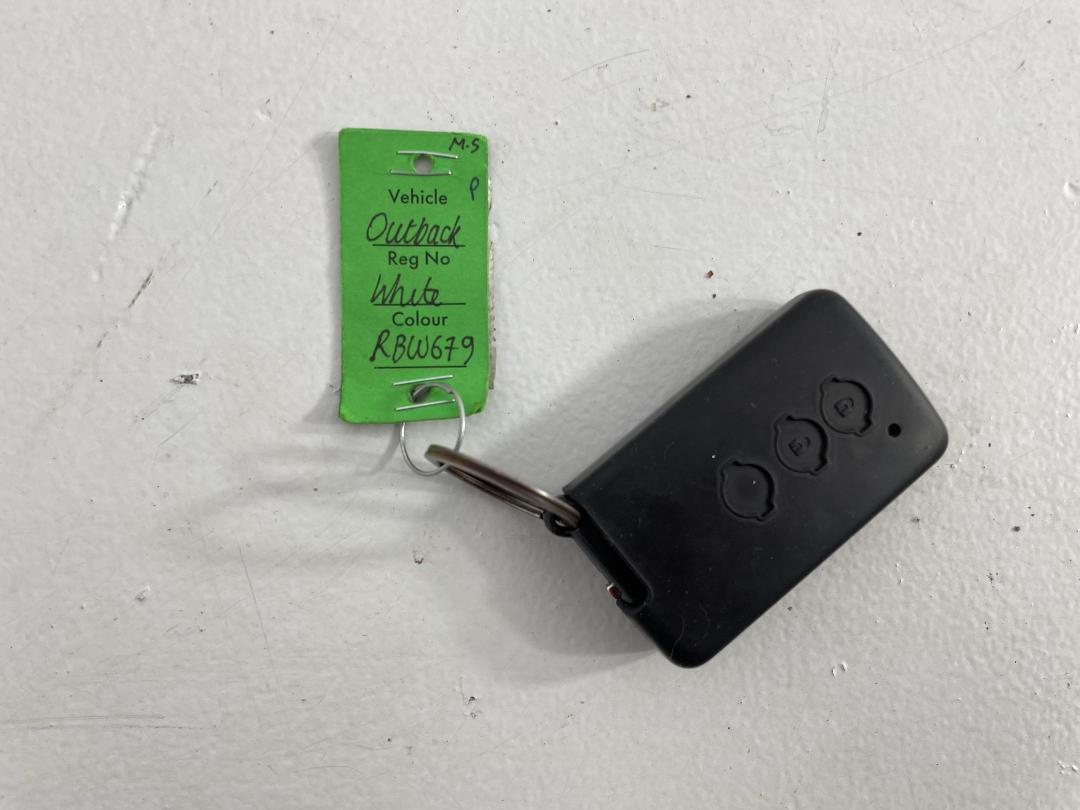 M.S
P
Vehicle
Outback
Reg No
White
Colour
RBW679